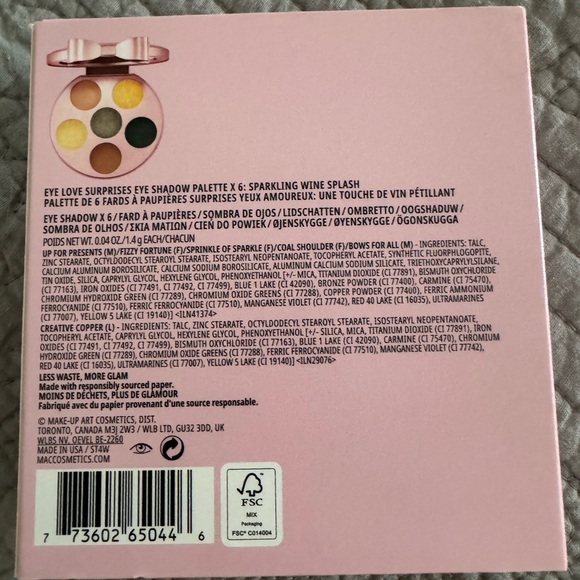 EYE LOVE SURPRISES EYE SHADOW PALETTE X 6: SPARKLING WINE SPLASH
PALETTE DE 6 FARDS À PAUPIÈRES SURPRISES YEUX AMOUREUX: UNE TOUCHE DE VIN PÉTILLANT
EYE SHADOW X 6 / FARD À PAUPIÈRES / SOMBRA DE OJOS / LIDSCHATTEN / OMBRETTO / OOGSHADUW/
SOMBRA DE OLHOS / ΣΚΙΑ ΜΑΤΙΩΝ / CIEŃ DO POWIEK / ØJENSKYGGE / ØYENSKYGGE / ÖGONSKUGGA
POIDS NET WT. 0.04 OZ./1.4 g EACH/CHACUN
UP FOR PRESENTS (M)/FIZZY FORTUNE (F)/SPRINKLE OF SPARKLE (F)/COAL SHOULDER (F)/BOWS FOR ALL (M) - INGREDIENTS: TALC,
ZINC STEARATE, OCTYLDODECYL STEAROYL STEARATE, ISOSTEARYL NEOPENTANOATE, TOCOPHERYL ACETATE, SYNTHETIC FLUORPHLOGOPITE,
CALCIUM ALUMINUM BOROSILICATE, CALCIUM SODIUM BOROSILICATE, ALUMINUM CALCIUM SODIUM SILICATE, TRIETHOXYCAPRYLYLSILANE,
TIN OXIDE, SILICA, CAPRYLYL GLYCOL, HEXYLENE GLYCOL, PHENOXYETHANOL [+/- MICA, TITANIUM DIOXIDE (CI 77891), BISMUTH OXYCHLORIDE
(CI 77163), IRON OXIDES (CI 77491, CI 77492, CI 77499), BLUE 1 LAKE (CI 42090), BRONZE POWDER (CI 77400), CARMINE (CI 75470),
CHROMIUM HYDROXIDE GREEN (CI 77289), CHROMIUM OXIDE GREENS (CI 77288), COPPER POWDER (CI 77400), FERRIC AMMONIUM
FERROCYANIDE (CI 77510), FERRIC FERROCYANIDE (CI 77510), MANGANESE VIOLET (CI 77742), RED 40 LAKE (CI 16035), ULTRAMARINES
(CI 77007), YELLOW 5 LAKE (CI 19140)] <ILN41374>
CREATIVE COPPER (L) - INGREDIENTS: TALC, ZINC STEARATE, OCTYLDODECYL STEAROYL STEARATE, ISOSTEARYL NEOPENTANOATE,
TOCOPHERYL ACETATE, CAPRYLYL GLYCOL, HEXYLENE GLYCOL, PHENOXYETHANOL [+/- SILICA, MICA, TITANIUM DIOXIDE (CI 77891), IRON
OXIDES (CI 77491, CI 77492, CI 77499), BISMUTH OXYCHLORIDE (CI 77163), BLUE 1 LAKE (CI 42090), CARMINE (CI 75470), CHROMIUM
HYDROXIDE GREEN (CI 77289), CHROMIUM OXIDE GREENS (CI 77288), FERRIC FERROCYANIDE (CI 77510), MANGANESE VIOLET (CI 77742),
RED 40 LAKE (CI 16035), ULTRAMARINES (CI 77007), YELLOW 5 LAKE (CI 19140)] <ILN29076>
LESS WASTE, MORE GLAM
Made with responsibly sourced paper.
MOINS DE DÉCHETS, PLUS DE GLAMOUR
Fabriqué avec du papier provenant d'une source responsable.
© MAKE-UP ART COSMETICS, DIST.
TORONTO, CANADA M3J 2W3 / WLB LTD, GU32 3DD, UK
WLBS NV. OEVEL BE-2260
MADE IN USA / ST4W
MACCOSMETICS.COM
7 73602 65044 6
FSC
MIX
Packaging
FSC® C014004